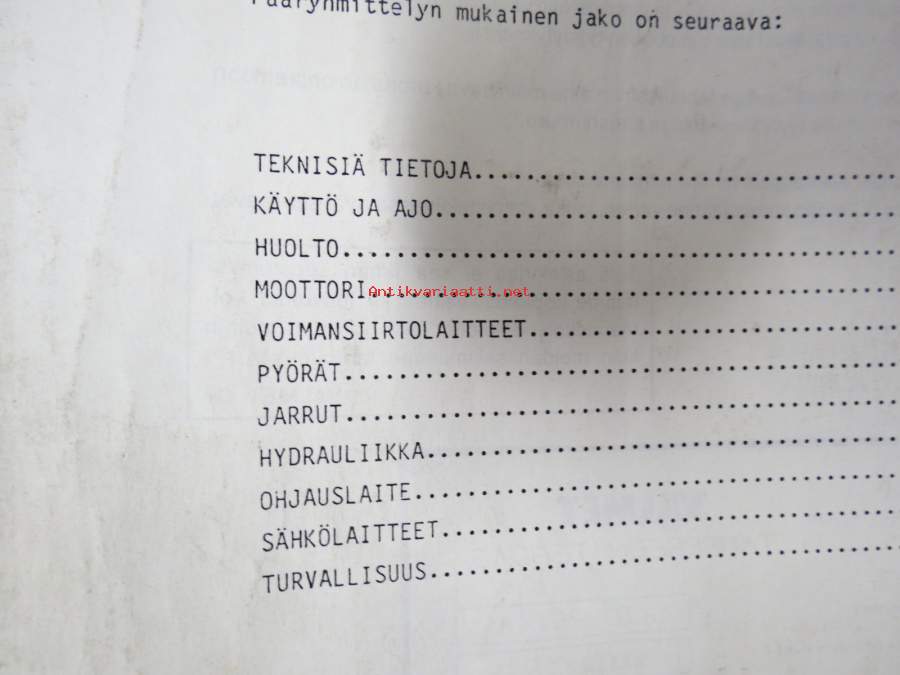 Pääryhmittelyn mukainen jako on seuraava:
TEKNISIÄ TIETOJA................................
KÄYTTÖ JA AJO...................................
HUOLTO..........................................
MOOTTORI............
Antikvariaatti.net
VOIMANSIIRTOLAITTEET............................
PYÖRÄT..........................................
JARRUT..........................................
HYDRAULIIKKA....................................
OHJAUSLAITE.....................................
SÄHKÖLAITTEET...................................
TURVALLISUUS....................................